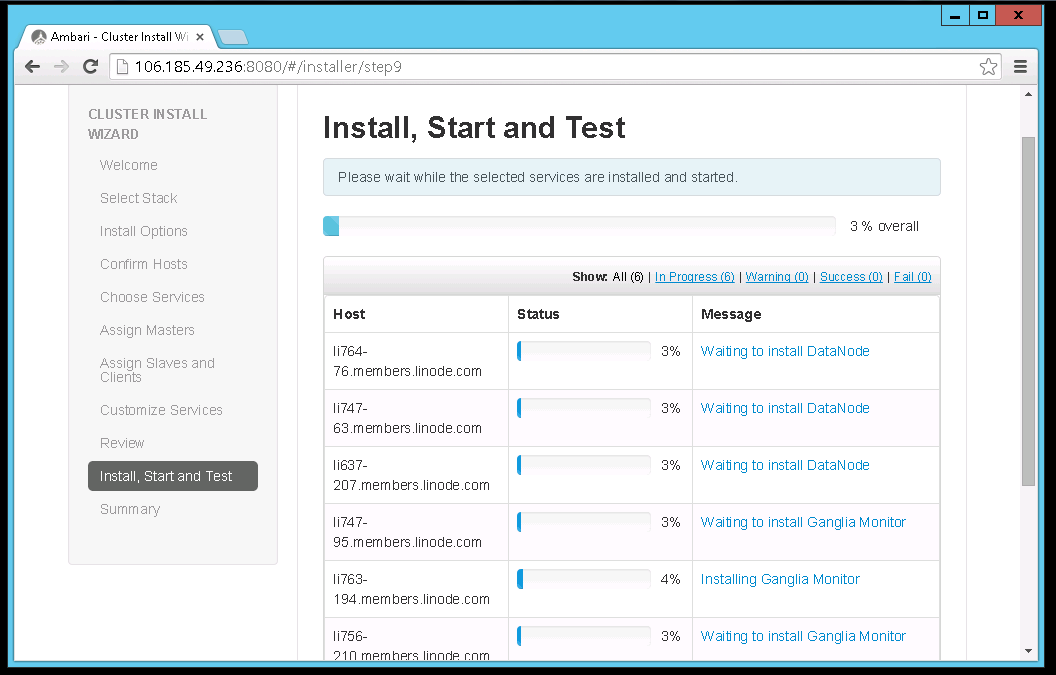 Ambari - Cluster Install Wi
106.185.49.236:8080/#/installer/step9
CLUSTER INSTALL
WIZARD
Welcome
Select Stack
Install Options
Confirm Hosts
Choose Services
Assign Masters
Assign Slaves and
Clients
Customize Services
Review
Install, Start and Test
Summary
Install, Start and Test
Please wait while the selected services are installed and started.
3 % overall
Show: All (6) | In Progress (6) | Warning (0) | Success (0) | Fail (0)
Host Status Message
li764-
76.members.linode.com
3% Waiting to install DataNode
li747-
63.members.linode.com
3% Waiting to install DataNode
li637-
207.members.linode.com
3% Waiting to install DataNode
li747-
95.members.linode.com
3% Waiting to install Ganglia Monitor
li763-
194.members.linode.com
4% Installing Ganglia Monitor
li756-
210.members.linode.com
3% Waiting to install Ganglia Monitor